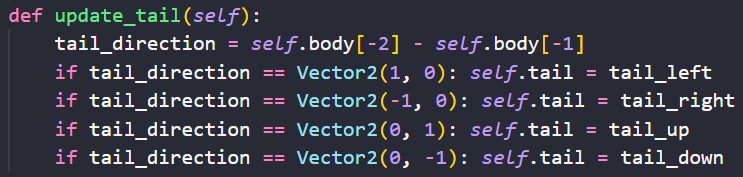 def update_tail(self):
    tail_direction = self.body[-2] - self.body[-1]
    if tail_direction == Vector2(1, 0): self.tail = tail_left
    if tail_direction == Vector2(-1, 0): self.tail = tail_right
    if tail_direction == Vector2(0, 1): self.tail = tail_up
    if tail_direction == Vector2(0, -1): self.tail = tail_down